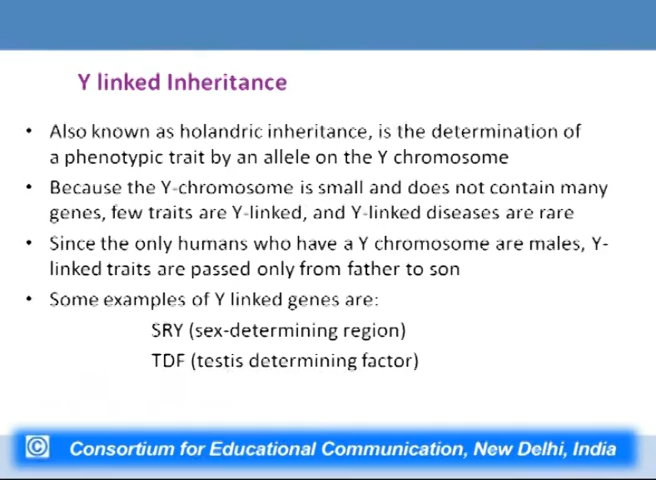 Y linked Inheritance
• Also known as holandric inheritance, is the determination of
a phenotypic trait by an allele on the Y chromosome
• Because the Y-chromosome is small and does not contain many
genes, few traits are Y-linked, and Y-linked diseases are rare
• Since the only humans who have a Y chromosome are males, Y-
linked traits are passed only from father to son
• Some examples of Y linked genes are:
SRY (sex-determining region)
TDF (testis determining factor)
© Consortium for Educational Communication, New Delhi, India